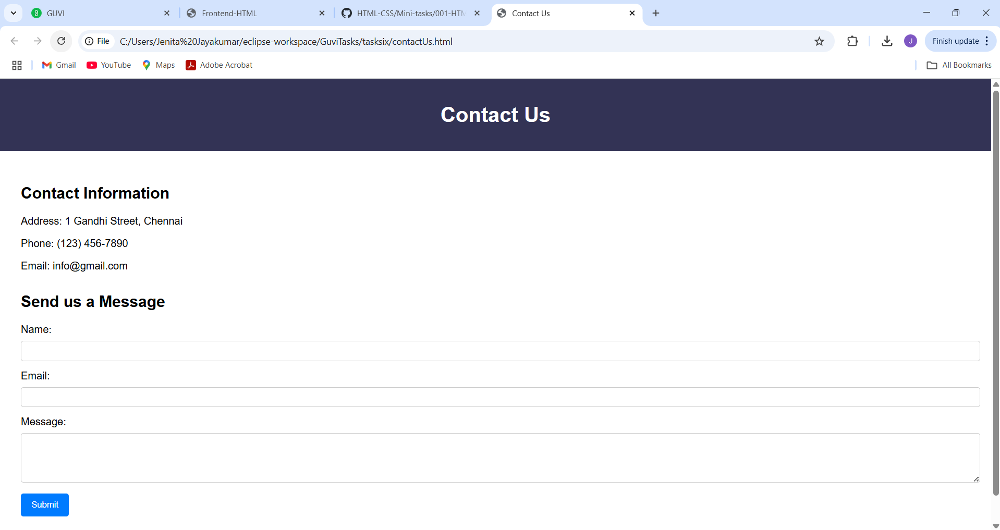 GUVI
Frontend-HTML
HTML-CSS/Mini-tasks/001-HTM
Contact Us
File
C:/Users/Jenita%20Jayakumar/eclipse-workspace/GuviTasks/tasksix/contactUs.html
J
Finish update
Gmail
YouTube
Maps
Adobe Acrobat
All Bookmarks
Contact Us
Contact Information
Address: 1 Gandhi Street, Chennai
Phone: (123) 456-7890
Email: info@gmail.com
Send us a Message
Name:
Email:
Message:
Submit